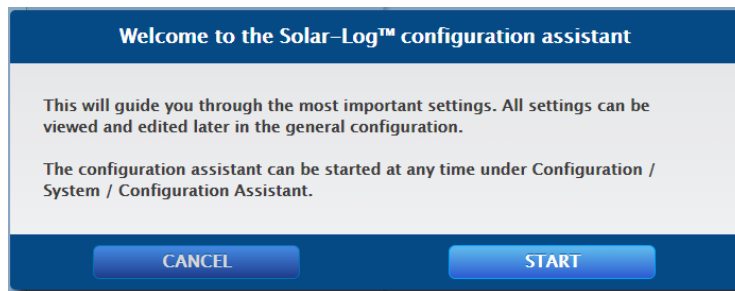 Welcome to the Solar-Log™ configuration assistant
This will guide you through the most important settings. All settings can be
viewed and edited later in the general configuration.
The configuration assistant can be started at any time under Configuration /
System / Configuration Assistant.
CANCEL
START